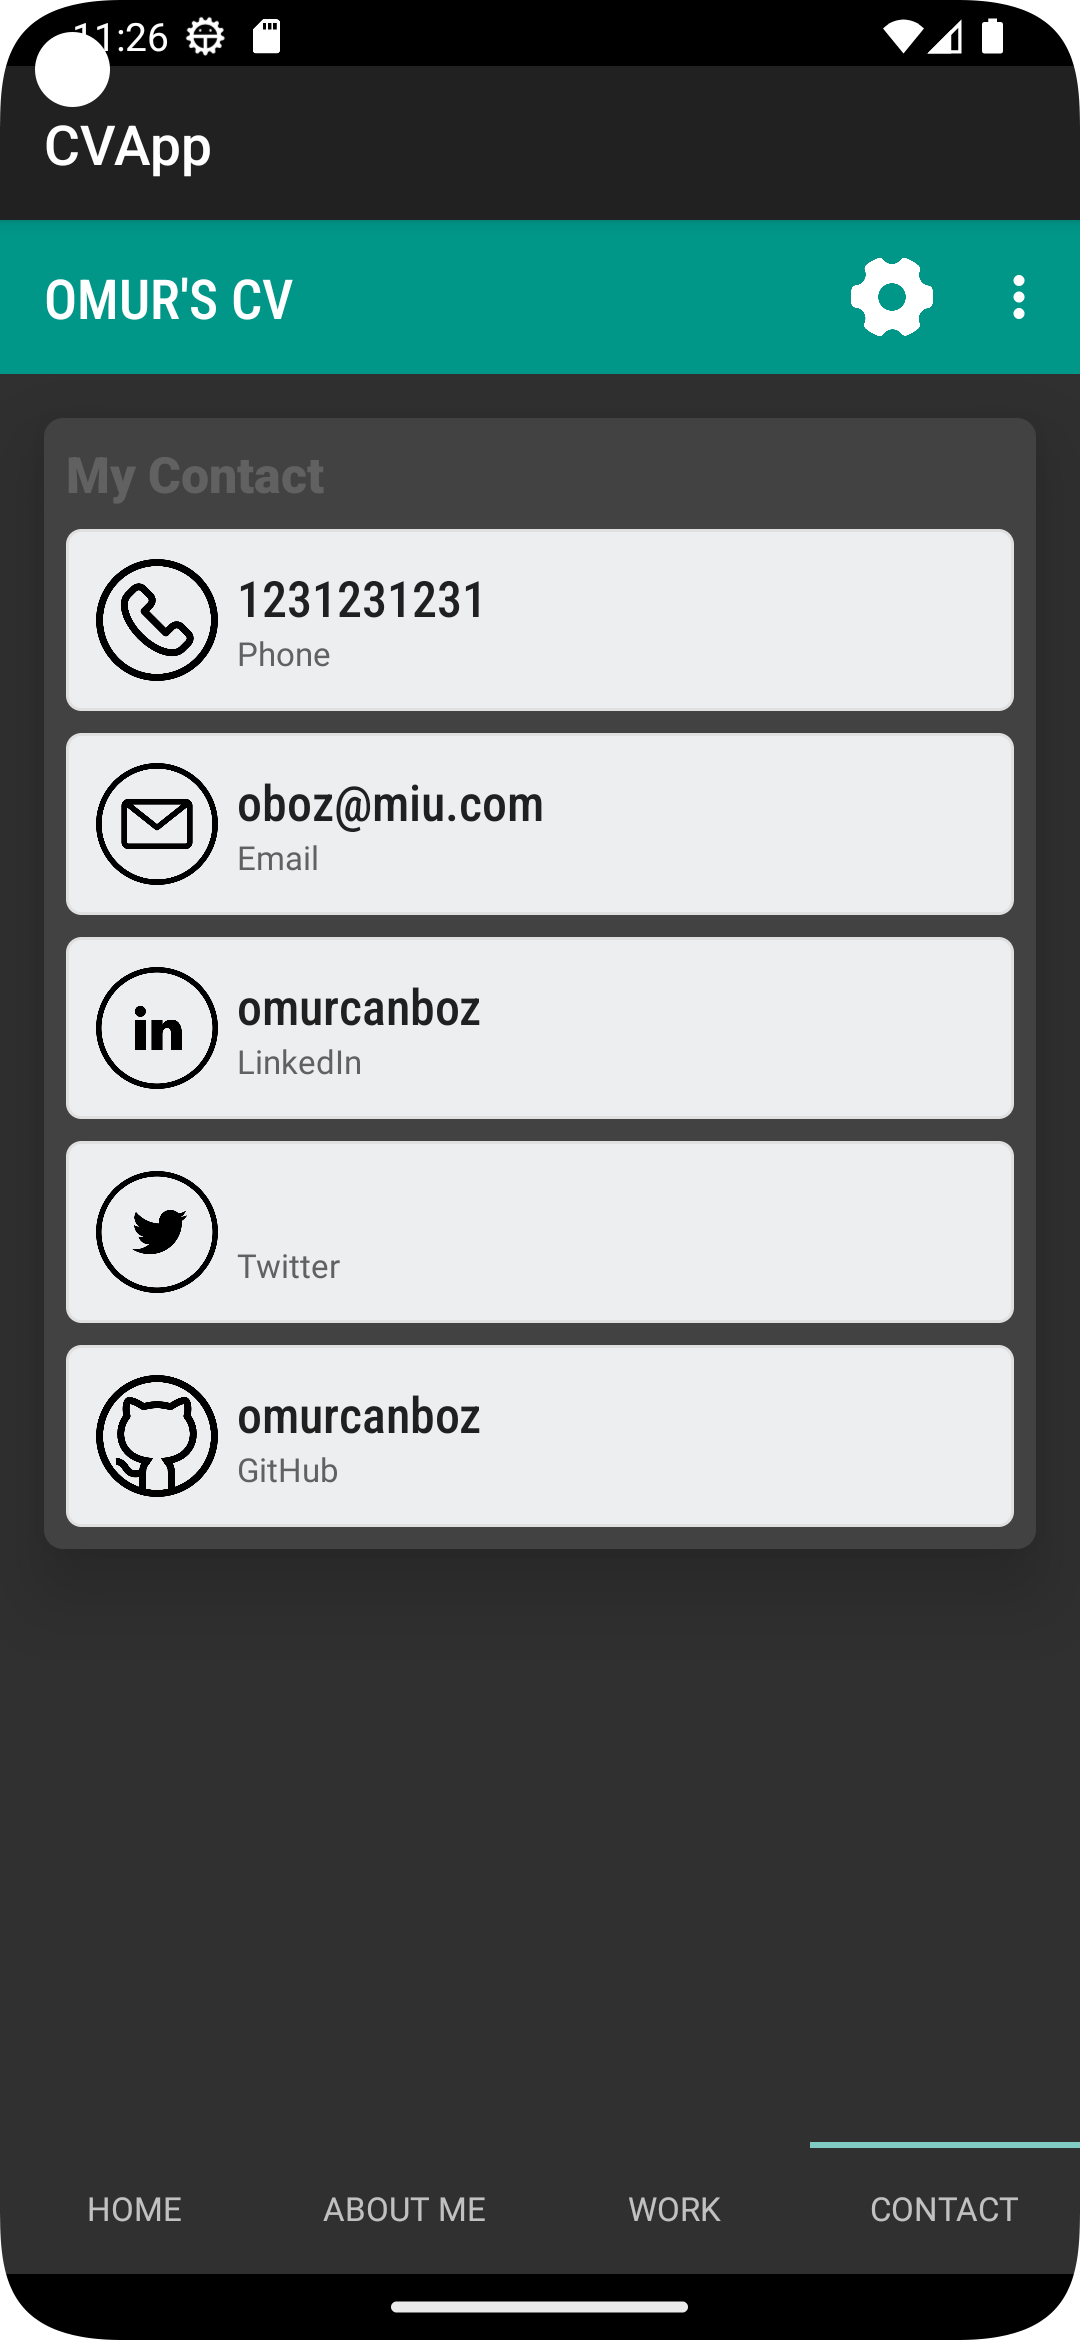 11:26
CVApp
OMUR'S CV
My Contact
1231231231
Phone
oboz@miu.com
Email
in
omurcanboz
LinkedIn
Twitter
omurcanboz
GitHub
HOME
ABOUT ME
WORK
CONTACT